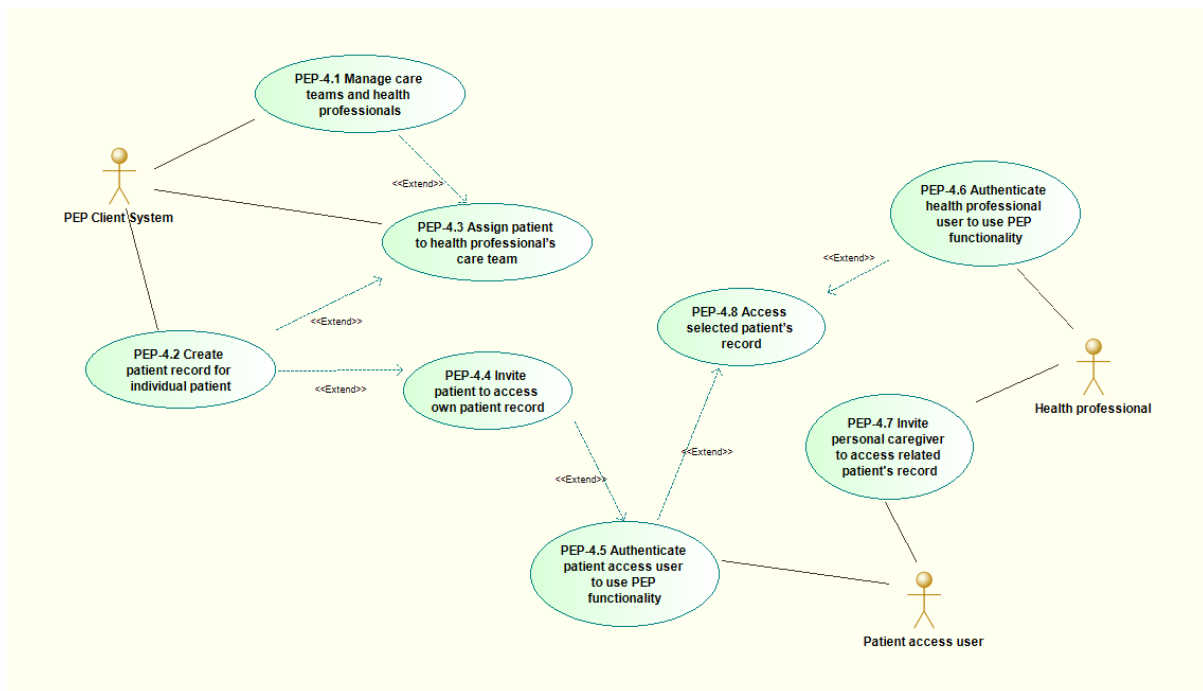 PEP-4.1 Manage care
teams and health
professionals
<<Extend>>
PEP Client System
PEP-4.3 Assign patient
to health professional's
care team
PEP-4.6 Authenticate
health professional
user to use PEP
functionality
<<Extend>>
<<Extend>>
PEP-4.8 Access
selected patient's
record
PEP-4.2 Create
patient record for
individual patient
<<Extend>>
PEP-4.4 Invite
patient to access
own patient record
Health professional
PEP-4.7 Invite
personal caregiver
to access related
patient's record
<<Extend>>
<<Extend>>
PEP-4.5 Authenticate
patient access user
to use PEP
functionality
Patient access user